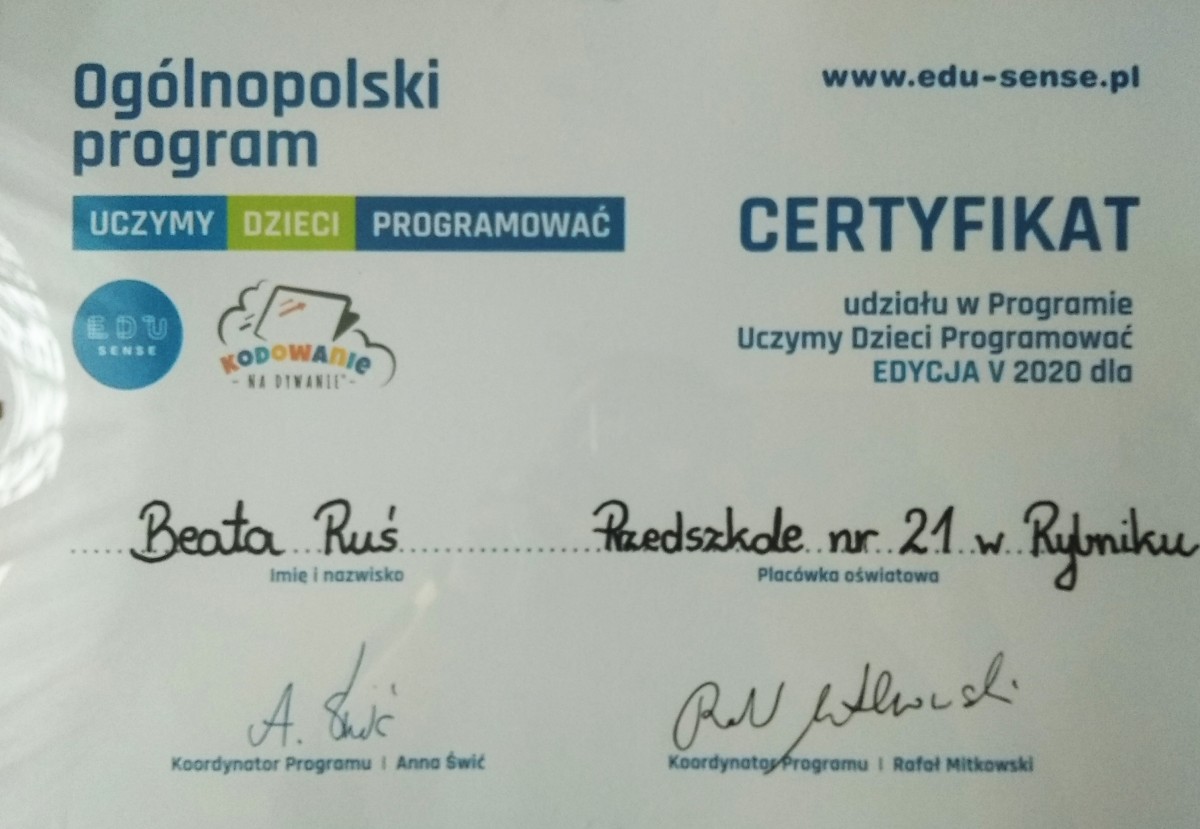 Ogólnopolski
program
www.edu-sense.pl
UCZYMY DZIECI PROGRAMOWAĆ
CERTYFIKAT
EDU
SENSE
KODOWANIE
- NA DYWANIE" -
udziału w Programie
Uczymy Dzieci Programować
EDYCJA V 2020 dla
Beata Ruś
Przedszkole nr 21 w Rybniku
Imię i nazwisko
Placówka oświatowa
A. Świć
Koordynator Programu | Anna Świć
Koordynator Programu | Rafał Mitkowski